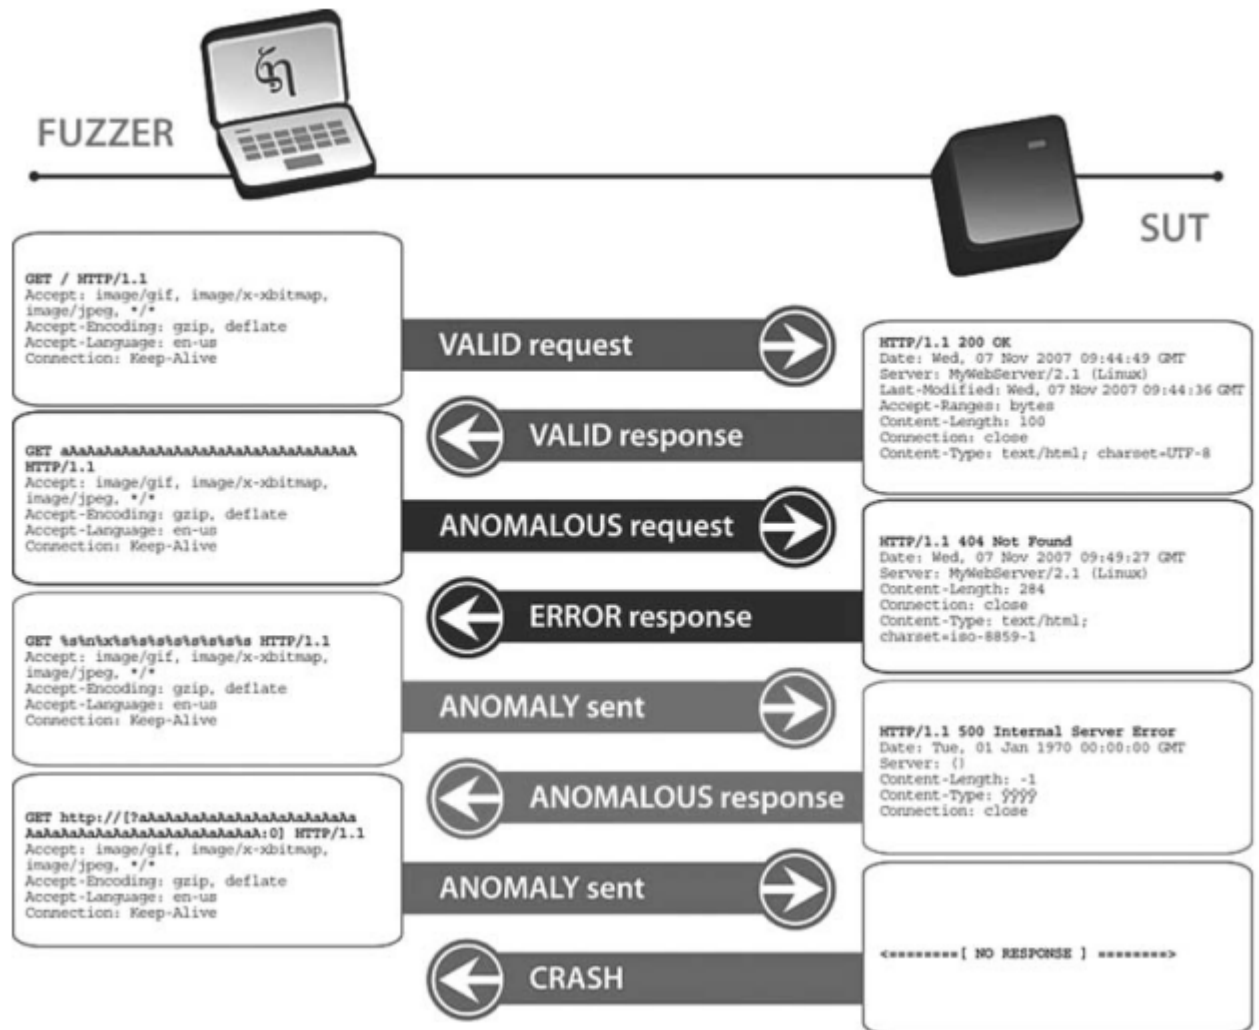 FUZZER
SUT
GET / HTTP/1.1
Accept: image/gif, image/x-xbitmap,
image/jpeg, */*
Accept-Encoding: gzip, deflate
Accept-Language: en-us
Connection: Keep-Alive
VALID request
HTTP/1.1 200 OK
Date: Wed, 07 Nov 2007 09:44:49 GMT
Server: MyWebServer/2.1 (Linux)
Last-Modified: Wed, 07 Nov 2007 09:44:36 GMT
Accept-Ranges: bytes
Content-Length: 100
Connection: close
Content-Type: text/html; charset=UTF-8
VALID response
GET aAaAaAaAaAaAaAaAaAaAaAaAaAaAaAaAaA
HTTP/1.1
Accept: image/gif, image/x-xbitmap,
image/jpeg, */*
Accept-Encoding: gzip, deflate
Accept-Language: en-us
Connection: Keep-Alive
ANOMALOUS request
HTTP/1.1 404 Not Found
Date: Wed, 07 Nov 2007 09:49:27 GMT
Server: MyWebServer/2.1 (Linux)
Content-Length: 284
Connection: close
Content-Type: text/html;
charset=iso-8859-1
ERROR response
GET %s%n%x%s%s%s%s%s%s%s%s HTTP/1.1
Accept: image/gif, image/x-xbitmap,
image/jpeg, */*
Accept-Encoding: gzip, deflate
Accept-Language: en-us
Connection: Keep-Alive
ANOMALY sent
HTTP/1.1 500 Internal Server Error
Date: Tue, 01 Jan 1970 00:00:00 GMT
Server: ()
Content-Length: -1
Content-Type:
Connection: close
ANOMALOUS response
GET http://[?aAaAaAaAaAaAaAaAaAaAaAaAa
AaAaAaAaAaAaAaAaAaAaAaAaAaA:0] HTTP/1.1
Accept: image/gif, image/x-xbitmap,
image/jpeg, */*
Accept-Encoding: gzip, deflate
Accept-Language: en-us
Connection: Keep-Alive
ANOMALY sent
<========[ NO RESPONSE ] ========>
CRASH